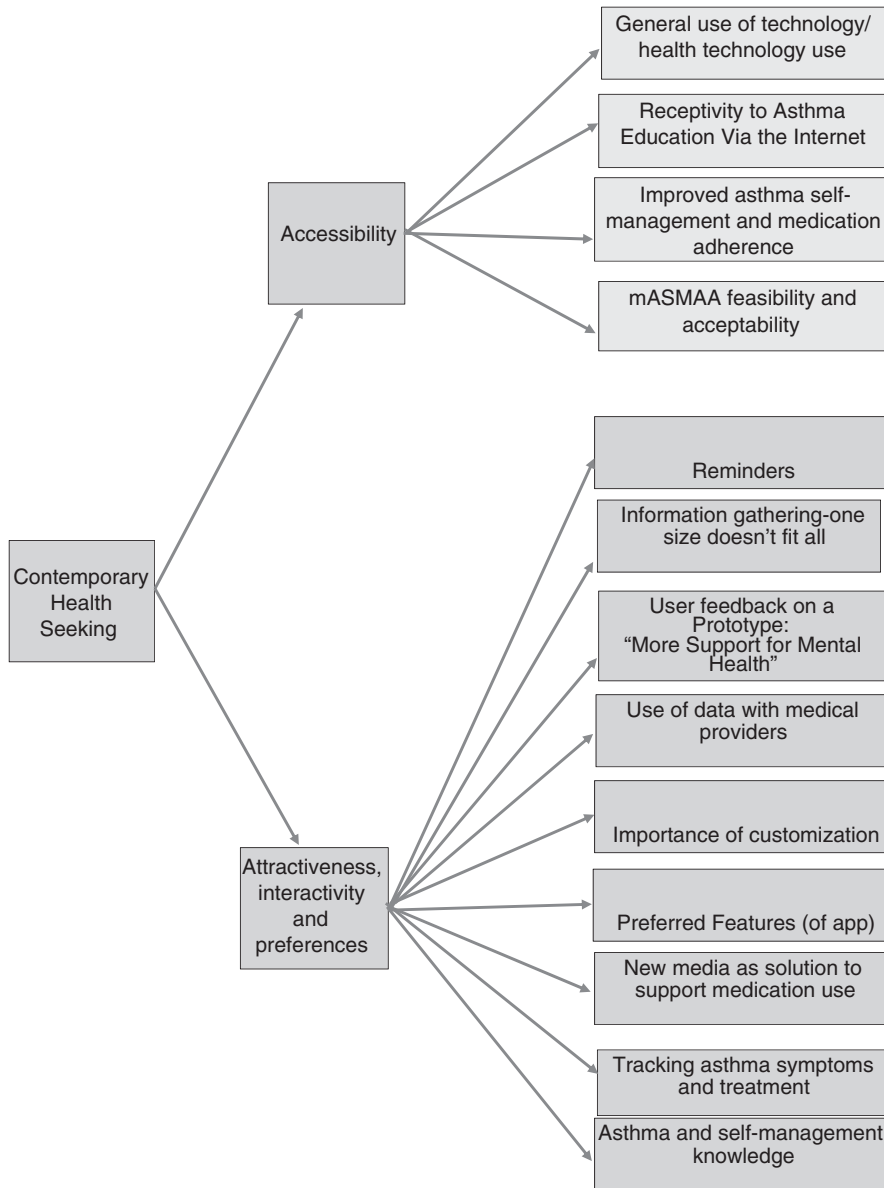 General use of technology/
health technology use
Receptivity to Asthma
Education Via the Internet
Accessibility
Improved asthma self-
management and medication
adherence
mASMAA feasibility and
acceptability
Reminders
Information gathering-one
size doesn't fit all
Contemporary
Health
Seeking
User feedback on a
Prototype:
“More Support for Mental
Health”
Use of data with medical
providers
Importance of customization
Attractiveness,
interactivity
and
preferences
Preferred Features (of app)
New media as solution to
support medication use
Tracking asthma symptoms
and treatment
Asthma and self-management
knowledge